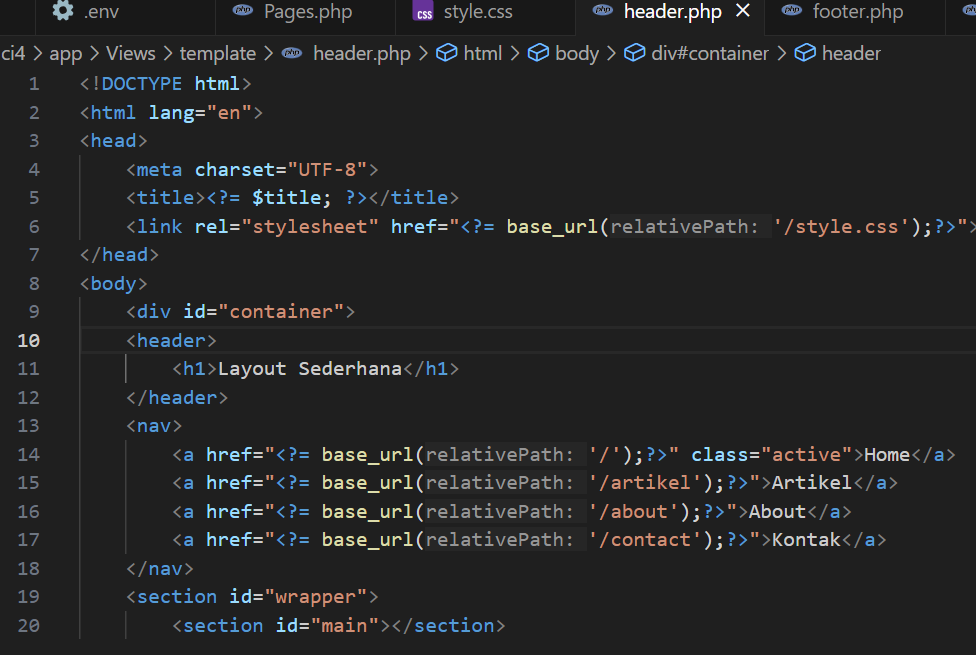 .env Pages.php style.css header.php footer.php
ci4 > app > Views > template > header.php > html > body > div#container > header
1 <!DOCTYPE html>
2 <html lang="en">
3 <head>
4 <meta charset="UTF-8">
5 <title><?= $title; ?></title>
6 <link rel="stylesheet" href="<?= base_url(relativePath: '/style.css');?>">
7 </head>
8 <body>
9 <div id="container">
10 <header>
11 <h1>Layout Sederhana</h1>
12 </header>
13 <nav>
14 <a href="<?= base_url(relativePath: '/');?>" class="active">Home</a>
15 <a href="<?= base_url(relativePath: '/artikel');?>">Artikel</a>
16 <a href="<?= base_url(relativePath: '/about');?>">About</a>
17 <a href="<?= base_url(relativePath: '/contact');?>">Kontak</a>
18 </nav>
19 <section id="wrapper">
20 <section id="main"></section>